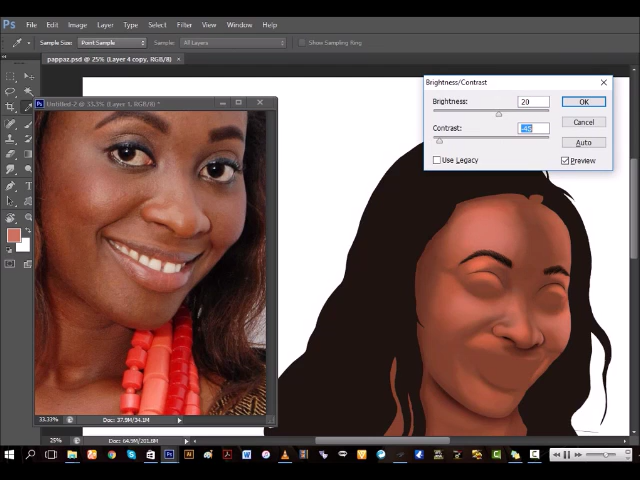 Ps File Edit Image Layer Type Select Filter View Window Help
Sample Size: Point Sample Sample: All Layers Show Sampling Ring
pappaz.psd @ 25% (Layer 4 copy, RGB/8) ×
Brightness/Contrast
Untitled-2 @ 33.3% (Layer 1, RGB/8) *
Brightness: 20
OK
Contrast: -45
Cancel
Auto
Use Legacy
Preview
33.33% Doc: 37.9M/34.1M
25% Doc: 64.9M/201.8M